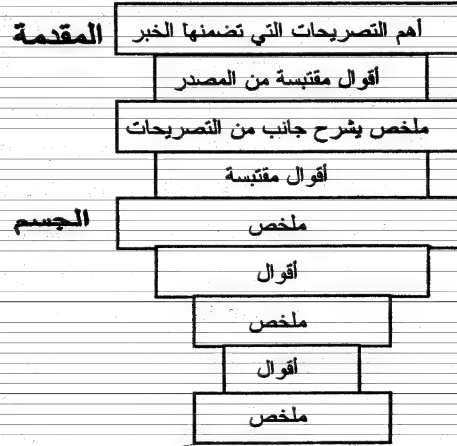 المقدمة
أهم التصريحات التي تضمنها الخبر
أقوال مقتبسة من المصدر
ملخص يشرح جانب من التصريحات
أقوال مقتبسة
الجسم
ملخص
أقوال
ملخص
أقوال
ملخص